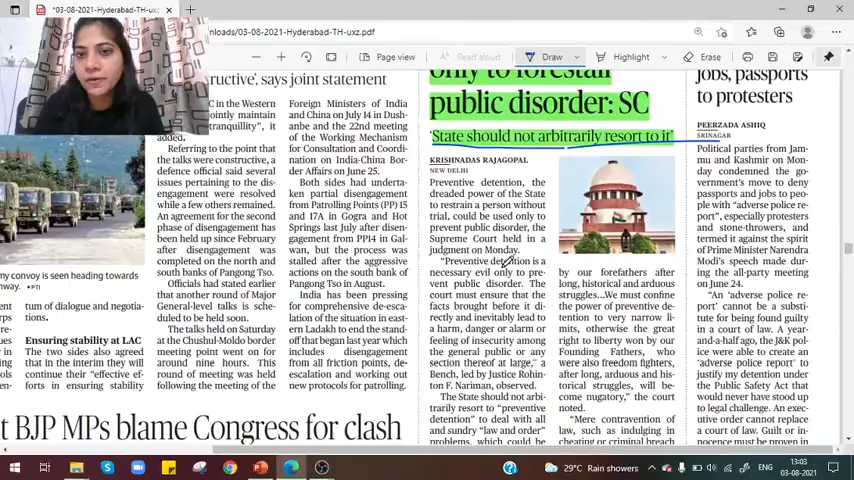 *03-08-2021-Hyderabad-TH-uxz.pdf
nloads/03-08-2021-Hyderabad-TH-uxz.pdf
Page view
Read aloud
Draw
Highlight
Erase
ructive’, says joint statement
C in the Western
ointly maintain
tranquillity”, it
added.
Referring to the point that
the talks were constructive, a
defence official said several
issues pertaining to the dis-
engagement were resolved
while a few others remained.
An agreement for the second
phase of disengagement has
been held up since February
after disengagement was
completed on the north and
south banks of Pangong Tso.
Officials had stated earlier
that another round of Major
General-level talks is sche-
duled to be held soon.
The talks held on Saturday
at the Chushul-Moldo border
meeting point went on for
around nine hours. This
round of meeting was held
following the meeting of the
Foreign Ministers of India
and China on July 14 in Dush-
anbe and the 22nd meeting
of the Working Mechanism
for Consultation and Coordi-
nation on India-China Bor-
der Affairs on June 25.
Both sides had undertak-
en partial disengagement
from Patrolling Points (PP) 15
and 17A in Gogra and Hot
Springs last July after disen-
gagement from PP14 in Gal-
wan, but the process was
stalled after the aggressive
actions on the south bank of
Pangong Tso in August.
India has been pressing
for comprehensive de-esca-
lation of the situation in east-
ern Ladakh to end the stand-
off that began last year which
includes disengagement
from all friction points, de-
escalation and working out
new protocols for patrolling.
my convoy is seen heading towards
ivillage. • PTI
tum of dialogue and negotia-
tions.
Ensuring stability at LAC
The two sides also agreed
that in the interim they will
continue their “effective ef-
forts in ensuring stability
t BJP MPs blame Congress for clash
only to forestall
public disorder: SC
‘State should not arbitrarily resort to it’
KRISHNADAS RAJAGOPAL
NEW DELHI
Preventive detention, the
dreaded power of the State
to restrain a person without
trial, could be used only to
prevent public disorder, the
Supreme Court held in a
judgment on Monday.
“Preventive detention is a
necessary evil only to pre-
vent public disorder. The
court must ensure that the
facts brought before it di-
rectly and inevitably lead to
a harm, danger or alarm or
feeling of insecurity among
the general public or any
section thereof at large,” a
Bench, led by Justice Rohin-
ton F. Nariman, observed.
The State should not arbi-
trarily resort to “preventive
detention” to deal with all
and sundry “law and order”
problems, which could be
by our forefathers after
long, historical and arduous
struggles...We must confine
the power of preventive de-
tention to very narrow li-
mits, otherwise the great
right to liberty won by our
Founding Fathers, who
were also freedom fighters,
after long, arduous and his-
torical struggles, will be-
come nugatory,” the court
noted.
“Mere contravention of
law, such as indulging in
cheating or criminal breach
jobs, passports
to protesters
PEERZADA ASHIQ
SRINAGAR
Political parties from Jam-
mu and Kashmir on Mon-
day condemned the go-
vernment’s move to deny
passports and jobs to peo-
ple with “adverse police re-
port”, especially protesters
and stone-throwers, and
termed it against the spirit
of Prime Minister Narendra
Modi’s speech made during
the all-party meeting
on June 24.
“An ‘adverse police re-
port’ cannot be a substi-
tute for being found guilty
in a court of law. A year-
and-a-half ago, the J&K pol-
ice were able to create an
‘adverse police report’ to
justify my detention under
the Public Safety Act that
would never have stood up
to legal challenge. An exec-
utive order cannot replace
a court of law. Guilt or in-
nocence must be proven in
29°C Rain showers
ENG
13:03
03-08-2021